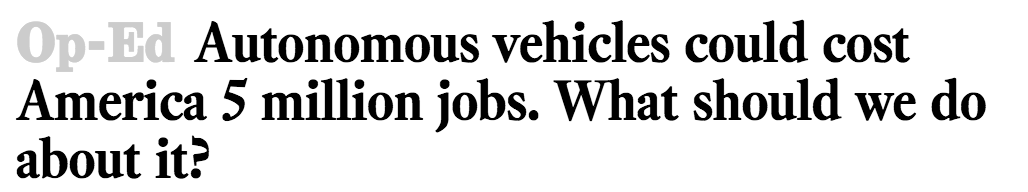 Op-Ed Autonomous vehicles could cost
America 5 million jobs. What should we do
about it?